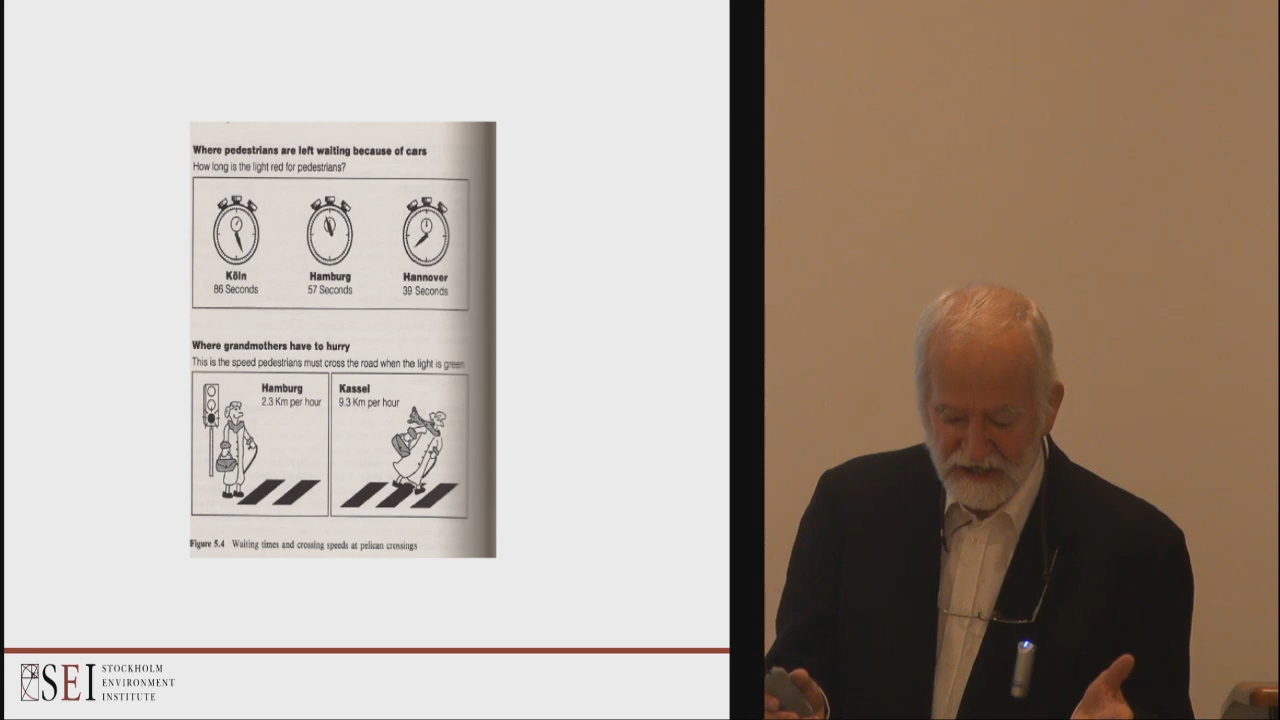 Where pedestrians are left waiting because of cars
How long is the light red for pedestrians?
Köln
86 Seconds
Hamburg
57 Seconds
Hannover
39 Seconds
Where grandmothers have to hurry
This is the speed pedestrians must cross the road when the light is green
Hamburg
2.3 Km per hour
Kassel
9.3 Km per hour
Figure 5.4 Waiting times and crossing speeds at pelican crossings
SEI
STOCKHOLM
ENVIRONMENT
INSTITUTE